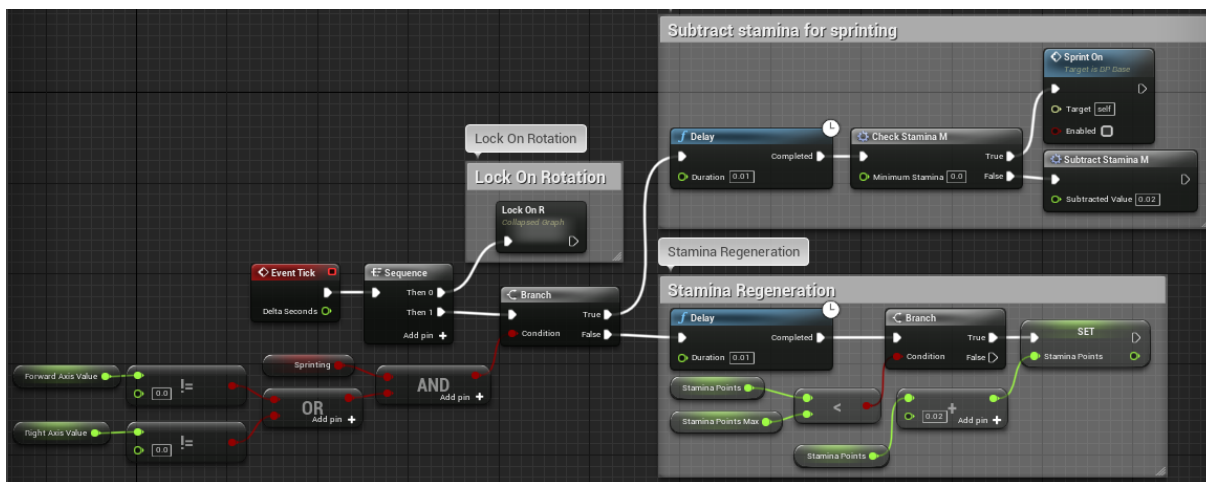 Subtract stamina for sprinting
Sprint On
Target is BP Base
Target self
Enabled
Delay
Completed
Duration 0.01
Check Stamina M
True
Minimum Stamina 0.0 False
Subtract Stamina M
Subtracted Value 0.02
Lock On Rotation
Lock On Rotation
Lock On R
Collapsed Graph
Event Tick
Delta Seconds
Sequence
Then 0
Then 1
Add pin +
Branch
True
Condition False
Stamina Regeneration
Stamina Regeneration
Delay
Completed
Duration 0.01
Branch
True
Condition False
SET
Stamina Points
Stamina Points
Stamina Points Max
<
+
0.02 Add pin +
Stamina Points
Forward Axis Value
0.0 !=
Right Axis Value
0.0 !=
Sprinting
OR
Add pin +
AND
Add pin +